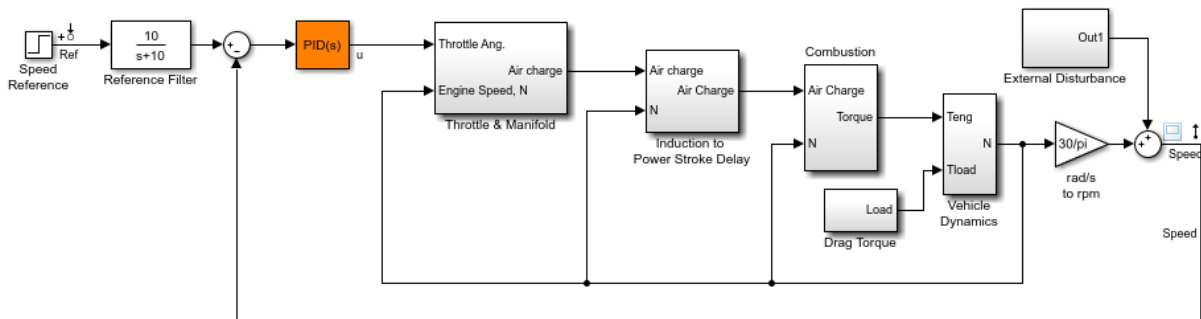 Ref
Speed
Reference
10
s+10
Reference Filter
+
−
PID(s)
u
Throttle Ang.
Air charge
Engine Speed, N
Throttle & Manifold
Air charge
Air Charge
N
Induction to
Power Stroke Delay
Combustion
Air Charge
Torque
N
Load
Drag Torque
Teng
N
Tload
Vehicle
Dynamics
Out1
External Disturbance
30/pi
rad/s
to rpm
+
+
Speed
Speed